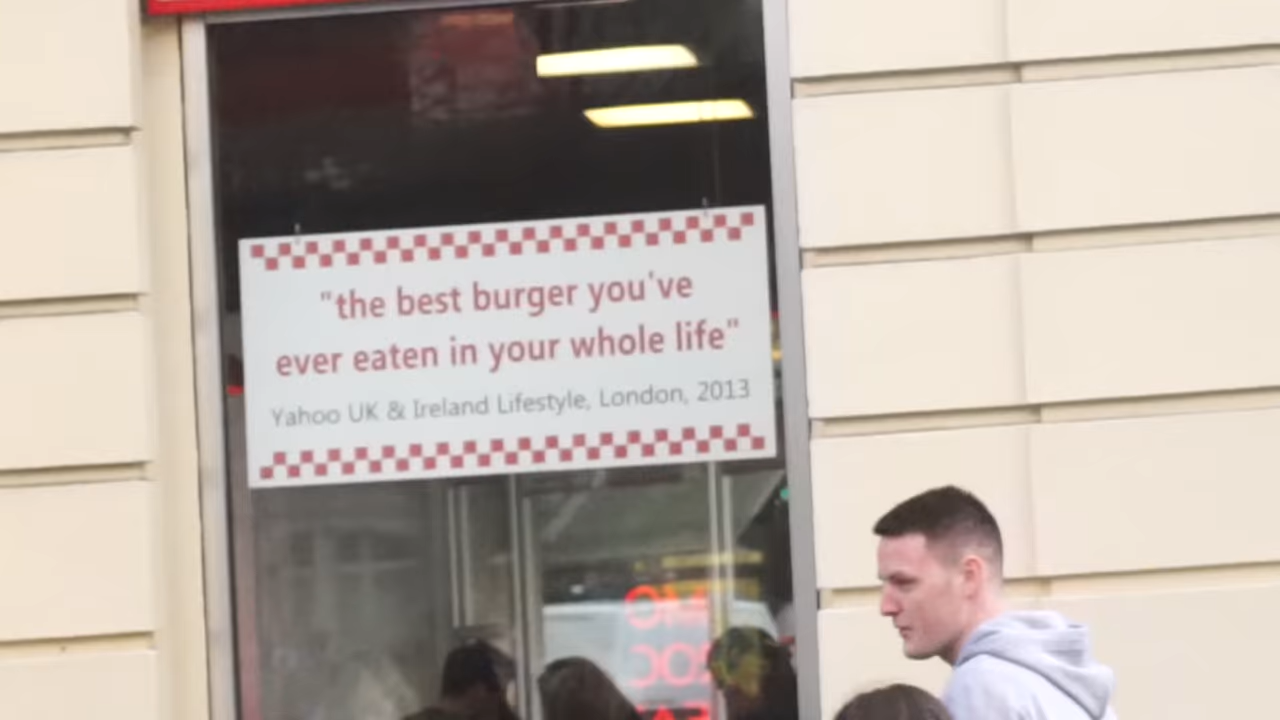 "the best burger you've
ever eaten in your whole life"
Yahoo UK & Ireland Lifestyle, London, 2013